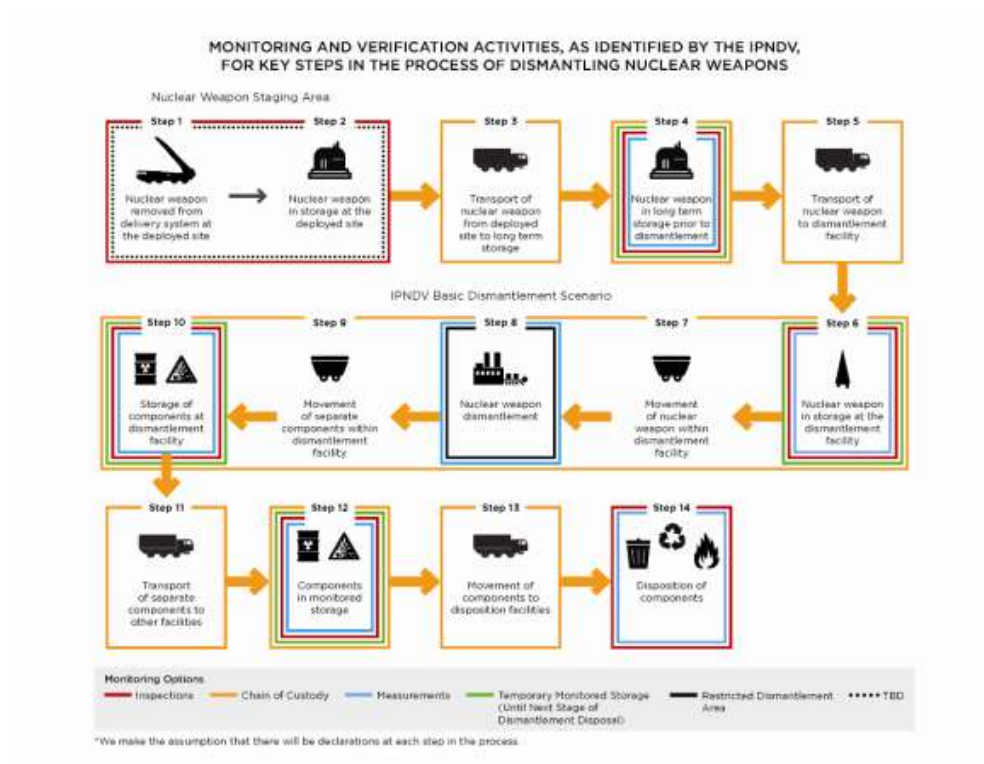 MONITORING AND VERIFICATION ACTIVITIES, AS IDENTIFIED BY THE IPNDV,
FOR KEY STEPS IN THE PROCESS OF DISMANTLING NUCLEAR WEAPONS
Nuclear Weapon Staging Area
Step 1
Nuclear weapon
removed from
delivery system at
the deployed site
Step 2
Nuclear weapon
in storage at the
deployed site
Step 3
Transport of
nuclear weapon
from deployed
site to long term
storage
Step 4
Nuclear weapon
in long term
storage prior to
dismantlement
Step 5
Transport of
nuclear weapon
to dismantlement
facility
IPNDV Basic Dismantlement Scenario
Step 10
Storage of
components at
dismantlement
facility
Step 9
Movement
of separate
components within
dismantlement
facility
Step 8
Nuclear weapon
dismantlement
Step 7
Movement
of nuclear
weapon within
dismantlement
facility
Step 6
Nuclear weapon
in storage at the
dismantlement
facility
Step 11
Transport
of separate
components to
other facilities
Step 12
Components
in monitored
storage
Step 13
Movement of
components to
disposition facilities
Step 14
Disposition of
components
Monitoring Options
Inspections
Chain of Custody
Measurements
Temporary Monitored Storage
(Until Next Stage of
Dismantlement Disposal)
Restricted Dismantlement
Area
TBD
*We make the assumption that there will be declarations at each step in the process.